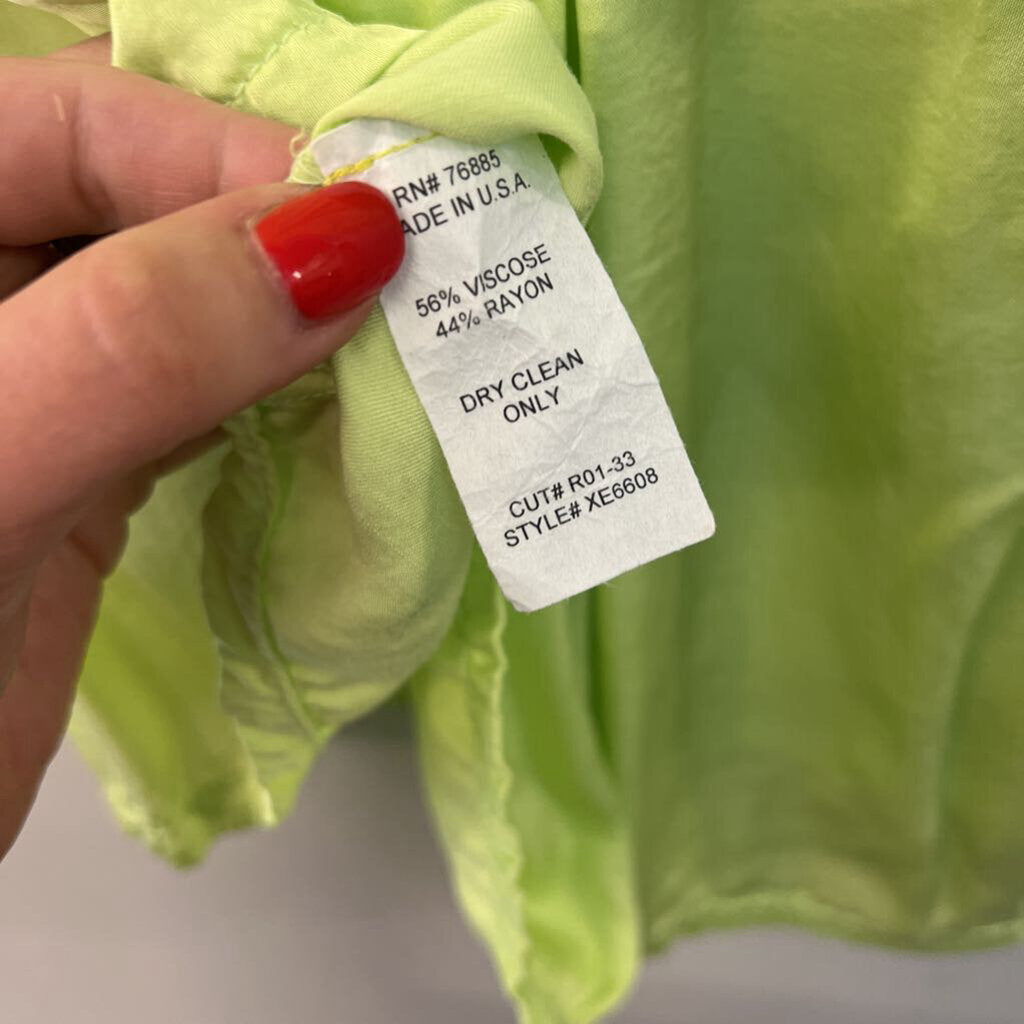 RN# 76885
ADE IN U.S.A.
56% VISCOSE
44% RAYON
DRY CLEAN
ONLY
CUT# R01-33
STYLE# XE6608